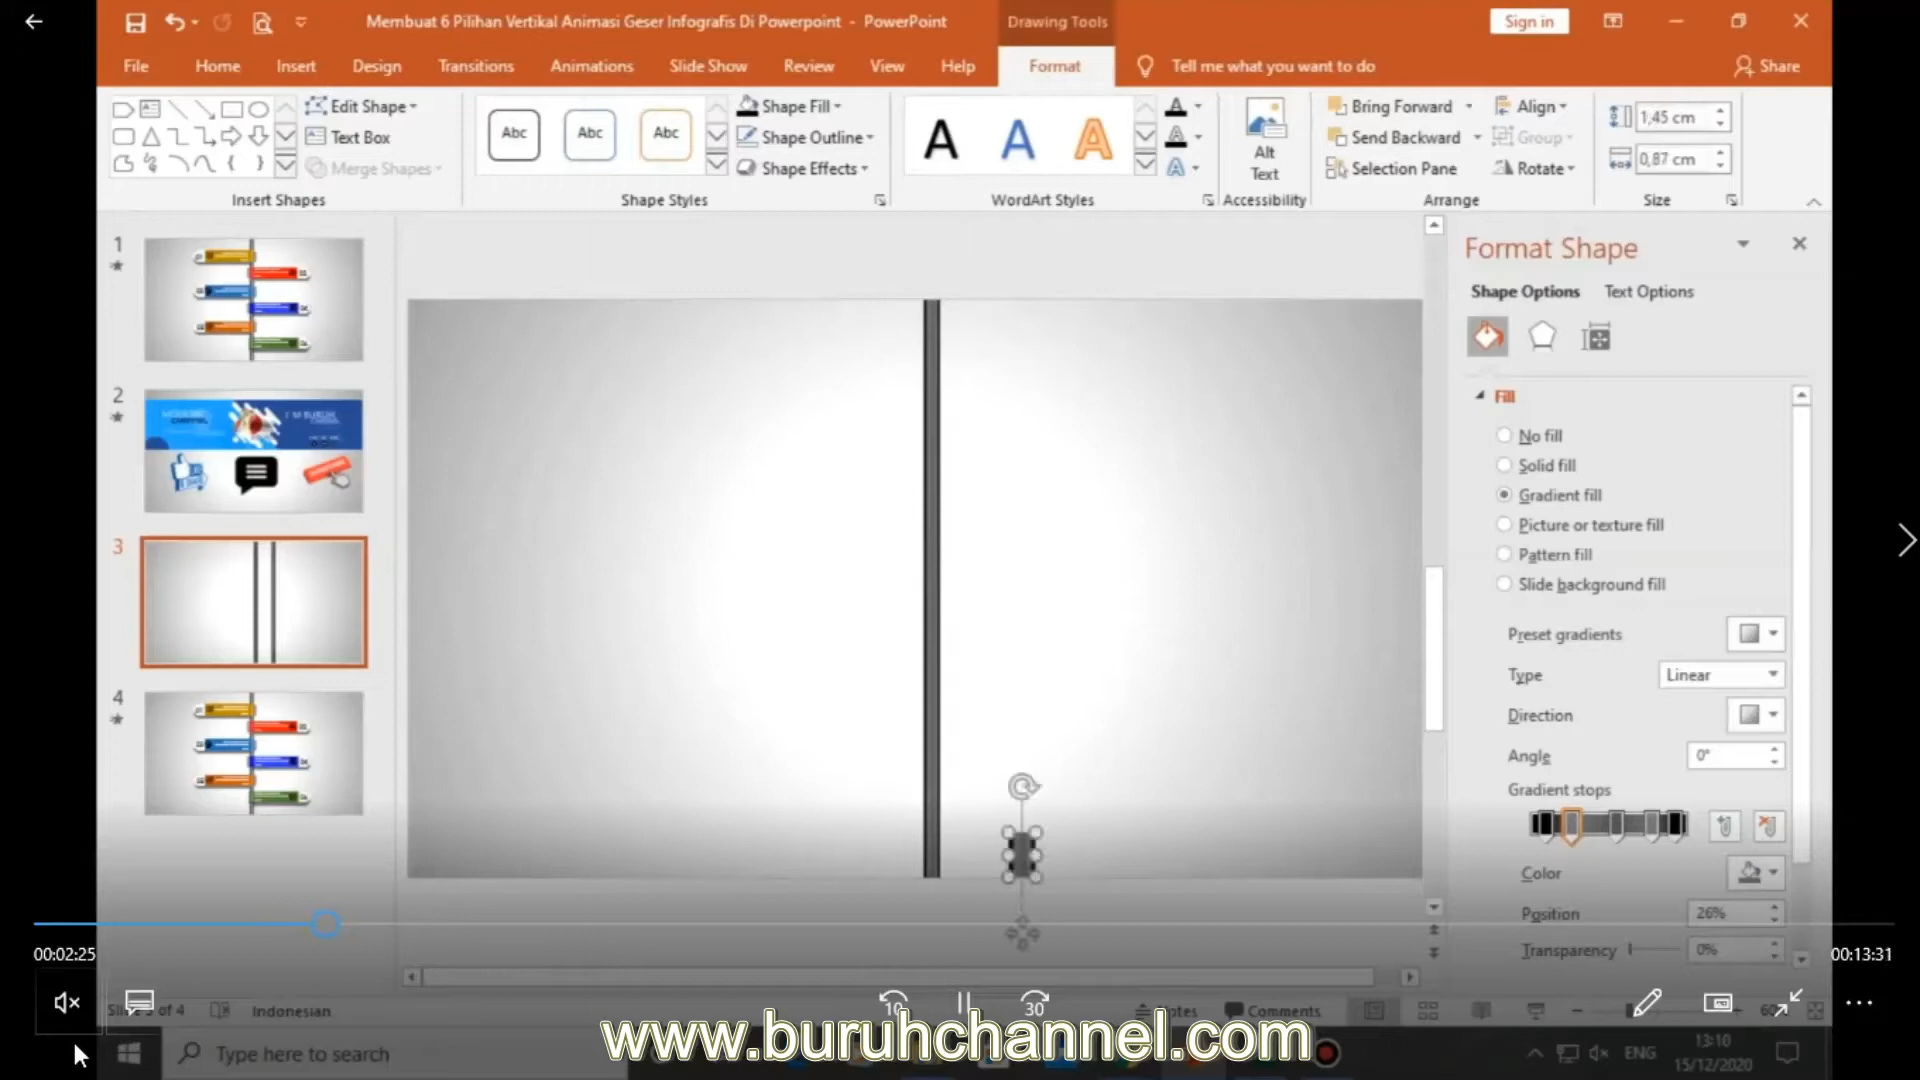 Membuat 6 Pilihan Vertikal Animasi Geser Infografis Di Powerpoint - PowerPoint
Drawing Tools
Sign in
File
Home
Insert
Design
Transitions
Animations
Slide Show
Review
View
Help
Format
Tell me what you want to do
Share
Edit Shape
Text Box
Merge Shapes
Insert Shapes
Abc
Abc
Abc
Shape Fill
Shape Outline
Shape Effects
Shape Styles
A
A
A
WordArt Styles
Alt
Text
Accessibility
Bring Forward
Send Backward
Selection Pane
Align
Group
Rotate
Arrange
1,45 cm
0,87 cm
Size
1
2
3
4
Format Shape
Shape Options
Text Options
Fill
No fill
Solid fill
Gradient fill
Picture or texture fill
Pattern fill
Slide background fill
Preset gradients
Type
Linear
Direction
Angle
0°
Gradient stops
Color
Position
26%
Transparency
0%
00:02:25
00:13:31
of 4
Indonesian
10
30
Comments
www.buruhchannel.com
Type here to search
ENG
13:10
15/12/2020